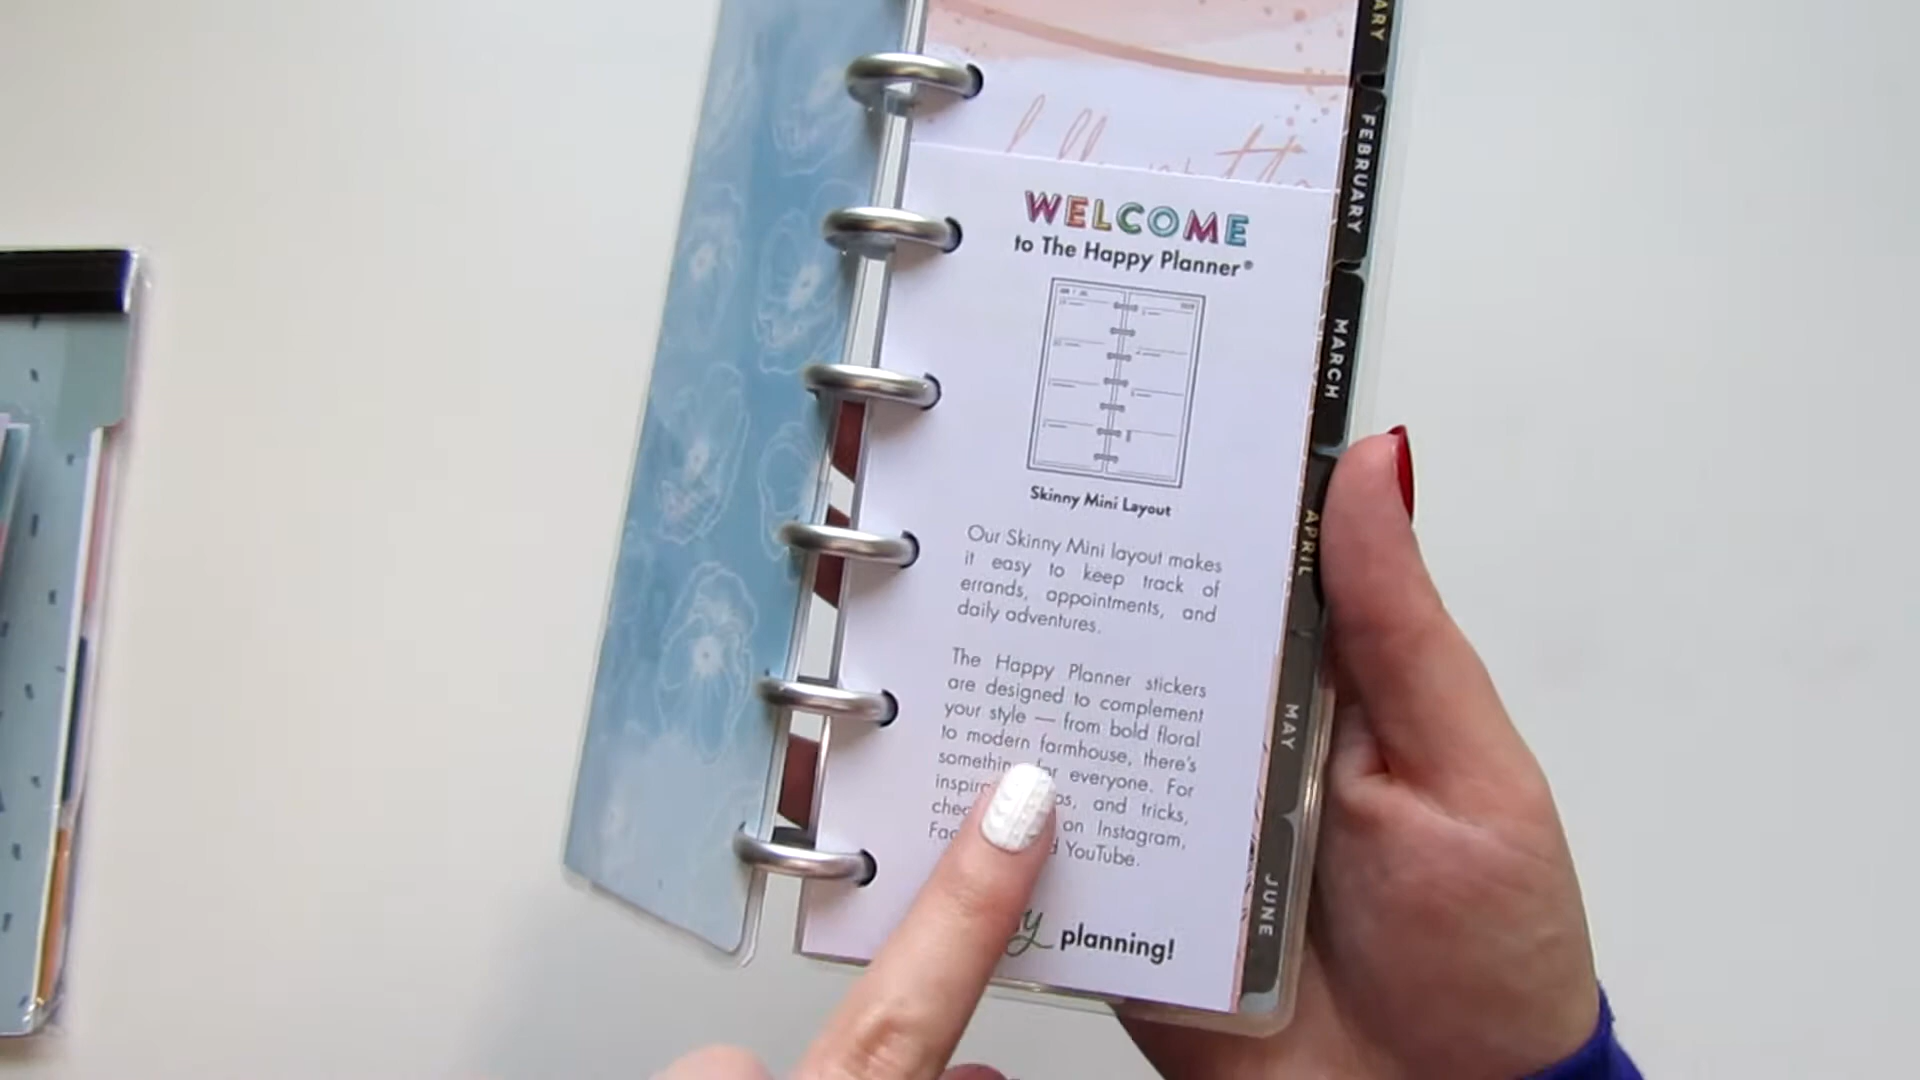 WELCOME
to The Happy Planner®
Skinny Mini Layout
Our Skinny Mini layout makes
it easy to keep track of
errands, appointments, and
daily adventures.
The Happy Planner stickers
are designed to complement
your style — from bold floral
to modern farmhouse, there's
everyone. For
and tricks,
on Instagram,
YouTube.
planning!
FEBRUARY
MARCH
APRIL
MAY
JUNE